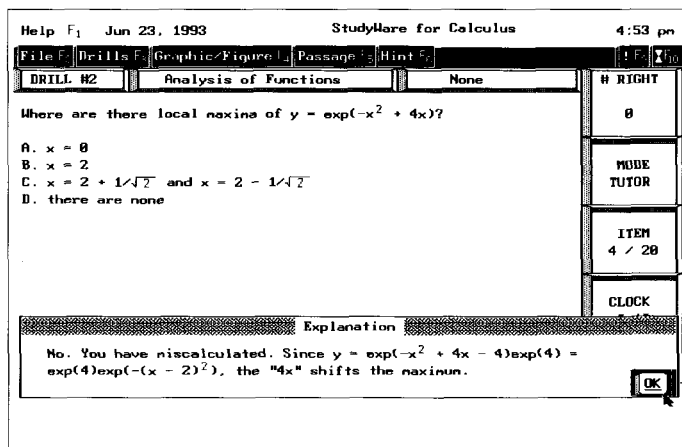 Help F1 Jun 23, 1993 StudyWare for Calculus 4:53 pm
File Drills Graphic/Figure Passage Hint
DRILL #2 Analysis of Functions None # RIGHT
Where are there local maxima of y = exp(-x² + 4x)?
0
A. x = 0
B. x = 2
C. x = 2 + 1/√2 and x = 2 - 1/√2
D. there are none
MODE
TUTOR
ITEM
4 / 20
CLOCK
Explanation
No. You have miscalculated. Since y = exp(-x² + 4x - 4)exp(4) =
exp(4)exp(-(x - 2)²), the "4x" shifts the maximum.
OK